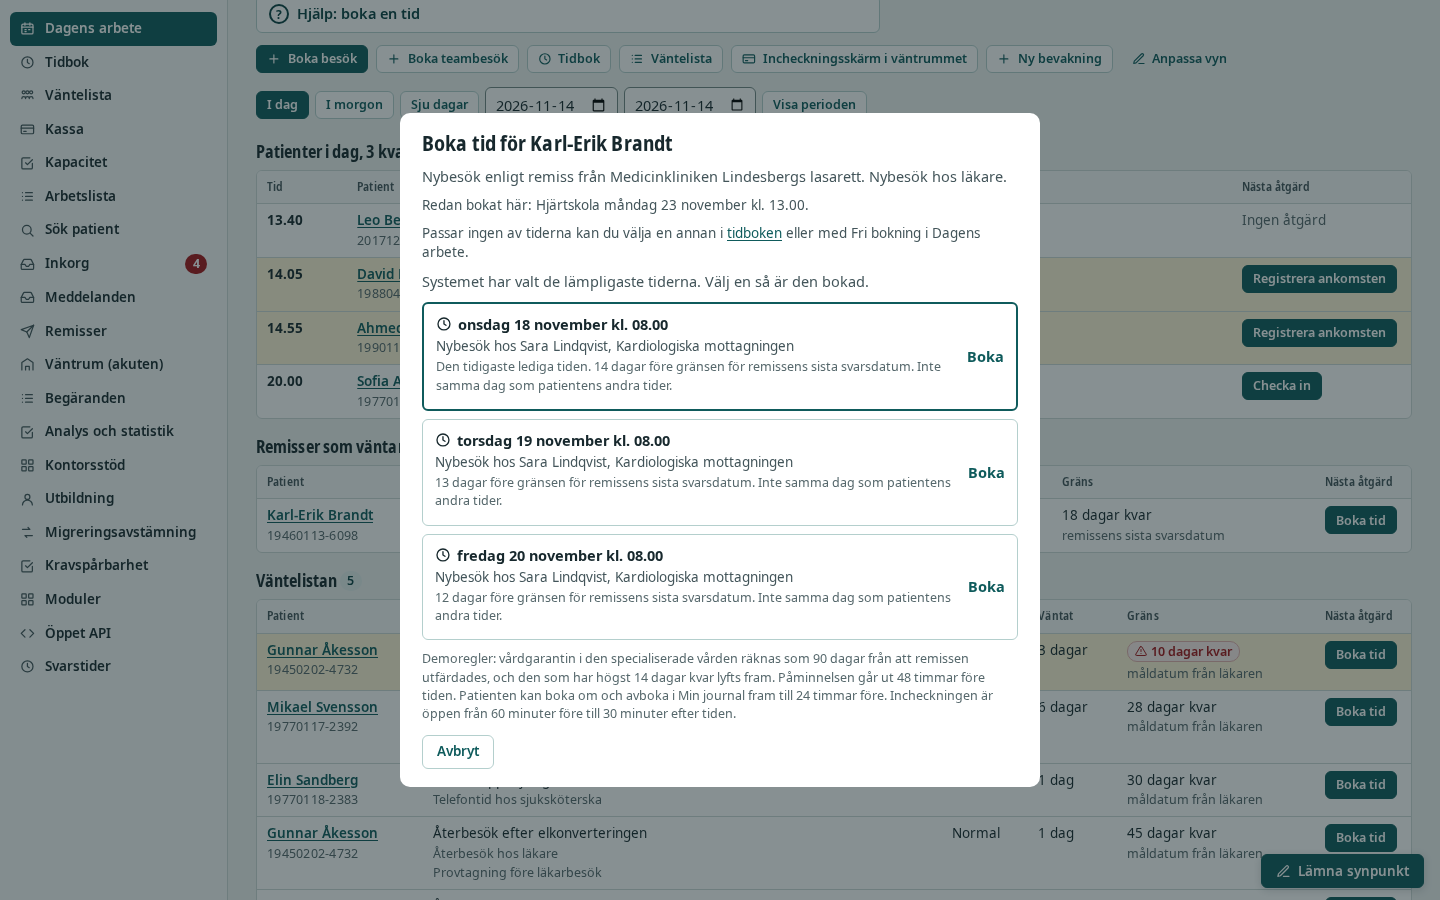 Dagens arbete
Tidbok
Väntelista
Kassa
Kapacitet
Arbetslista
Sök patient
Inkorg 4
Meddelanden
Remisser
Väntrum (akuten)
Begäranden
Analys och statistik
Kontorsstöd
Utbildning
Migreringsavstämning
Kravspårbarhet
Moduler
Öppet API
Svarstider
Hjälp: boka en tid
Boka besök Boka teambesök Tidbok Väntelista Incheckningsskärm i väntrummet Ny bevakning Anpassa vyn
I dag I morgon Sju dagar 2026-11-14 2026-11-14 Visa perioden
Patienter i dag, 3
Tid Patient Nästa åtgärd
13.40 Leo Ingen åtgärd
201712
14.05 David Registrera ankomsten
198804
14.55 Ahmed Registrera ankomsten
199011
20.00 Sofia Checka in
197701
Remisser som
Patient Gräns Nästa åtgärd
Karl-Erik Brandt 18 dagar kvar Boka tid
19460113-6098 remissens sista svarsdatum
Väntelistan 5
Patient Väntat Gräns Nästa åtgärd
Gunnar Åkesson dagar 10 dagar kvar Boka tid
19450202-4732 måldatum från läkaren
Mikael Svensson dagar 28 dagar kvar Boka tid
19770117-2392 måldatum från läkaren
Elin Sandberg 1 dag 30 dagar kvar Boka tid
19770118-2383 Telefontid hos sjuksköterska måldatum från läkaren
Gunnar Åkesson Återbesök efter elkonverteringen Normal 1 dag 45 dagar kvar Boka tid
19450202-4732 Återbesök hos läkare måldatum från läkaren
Provtagning före läkarbesök
Lämna synpunkt
Boka tid för Karl-Erik Brandt
Nybesök enligt remiss från Medicinkliniken Lindesbergs lasarett. Nybesök hos läkare.
Redan bokat här: Hjärtskola måndag 23 november kl. 13.00.
Passar ingen av tiderna kan du välja en annan i tidboken eller med Fri bokning i Dagens
arbete.
Systemet har valt de lämpligaste tiderna. Välj en så är den bokad.
onsdag 18 november kl. 08.00
Nybesök hos Sara Lindqvist, Kardiologiska mottagningen
Den tidigaste lediga tiden. 14 dagar före gränsen för remissens sista svarsdatum. Inte
samma dag som patientens andra tider.
Boka
torsdag 19 november kl. 08.00
Nybesök hos Sara Lindqvist, Kardiologiska mottagningen
13 dagar före gränsen för remissens sista svarsdatum. Inte samma dag som patientens
andra tider.
Boka
fredag 20 november kl. 08.00
Nybesök hos Sara Lindqvist, Kardiologiska mottagningen
12 dagar före gränsen för remissens sista svarsdatum. Inte samma dag som patientens
andra tider.
Boka
Demoregler: vårdgarantin i den specialiserade vården räknas som 90 dagar från att remissen
utfärdades, och den som har högst 14 dagar kvar lyfts fram. Påminnelsen går ut 48 timmar före
tiden. Patienten kan boka om och avboka i Min journal fram till 24 timmar före. Incheckningen är
öppen från 60 minuter före till 30 minuter efter tiden.
Avbryt